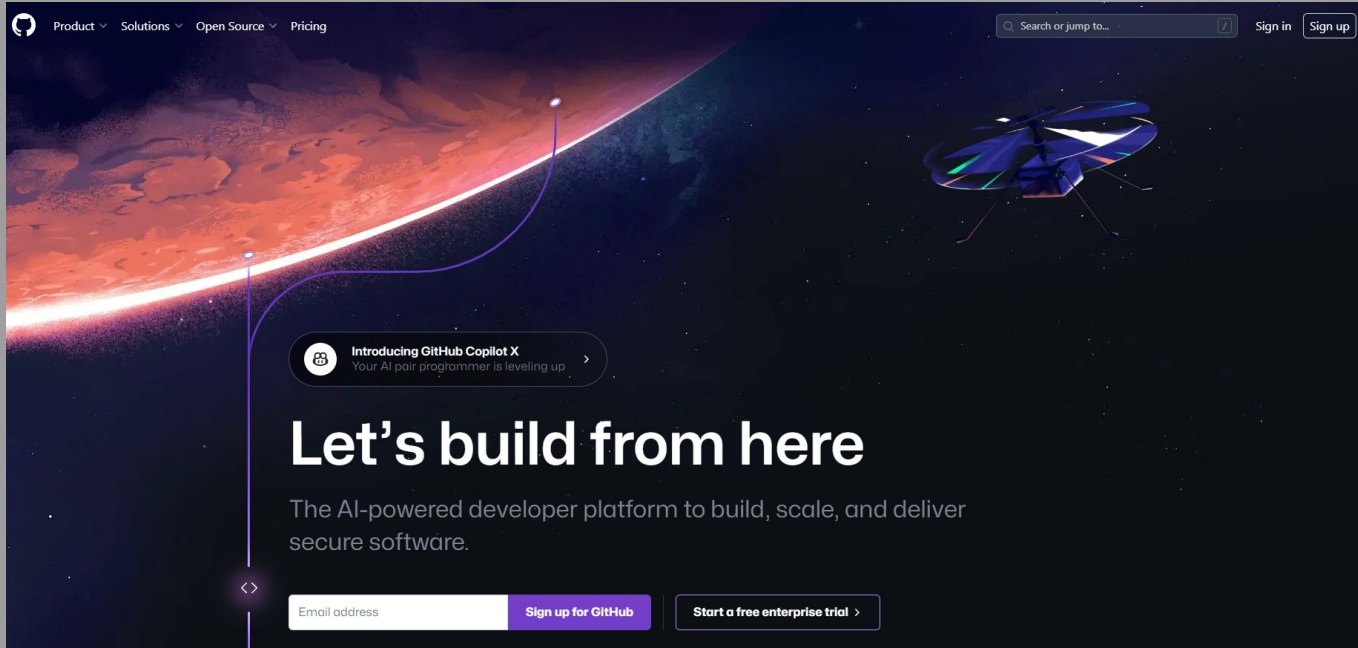 Product
Solutions
Open Source
Pricing
Search or jump to...
/
Sign in
Sign up
Introducing GitHub Copilot X
Your AI pair programmer is leveling up
Let’s build from here
The AI-powered developer platform to build, scale, and deliver
secure software.
Email address
Sign up for GitHub
Start a free enterprise trial